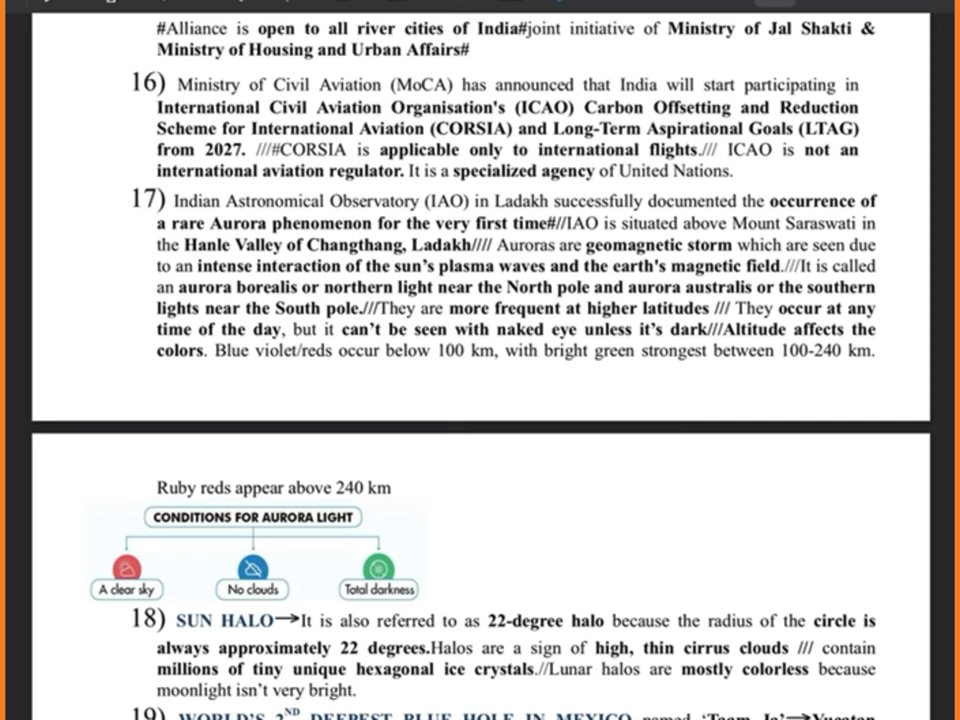 #Alliance is open to all river cities of India#joint initiative of Ministry of Jal Shakti &
Ministry of Housing and Urban Affairs#
16) Ministry of Civil Aviation (MoCA) has announced that India will start participating in
International Civil Aviation Organisation's (ICAO) Carbon Offsetting and Reduction
Scheme for International Aviation (CORSIA) and Long-Term Aspirational Goals (LTAG)
from 2027. ///#CORSIA is applicable only to international flights./// ICAO is not an
international aviation regulator. It is a specialized agency of United Nations.
17) Indian Astronomical Observatory (IAO) in Ladakh successfully documented the occurrence of
a rare Aurora phenomenon for the very first time#//IAO is situated above Mount Saraswati in
the Hanle Valley of Changthang, Ladakh//// Auroras are geomagnetic storm which are seen due
to an intense interaction of the sun's plasma waves and the earth's magnetic field.///It is called
an aurora borealis or northern light near the North pole and aurora australis or the southern
lights near the South pole.///They are more frequent at higher latitudes /// They occur at any
time of the day, but it can't be seen with naked eye unless it's dark///Altitude affects the
colors. Blue violet/reds occur below 100 km, with bright green strongest between 100-240 km.
Ruby reds appear above 240 km
CONDITIONS FOR AURORA LIGHT
A clear sky No clouds Total darkness
18) SUN HALO→It is also referred to as 22-degree halo because the radius of the circle is
always approximately 22 degrees.Halos are a sign of high, thin cirrus clouds /// contain
millions of tiny unique hexagonal ice crystals.//Lunar halos are mostly colorless because
moonlight isn't very bright.
19) WORLD'S 2ND DEEPEST BLUE HOLE IN MEXICO named